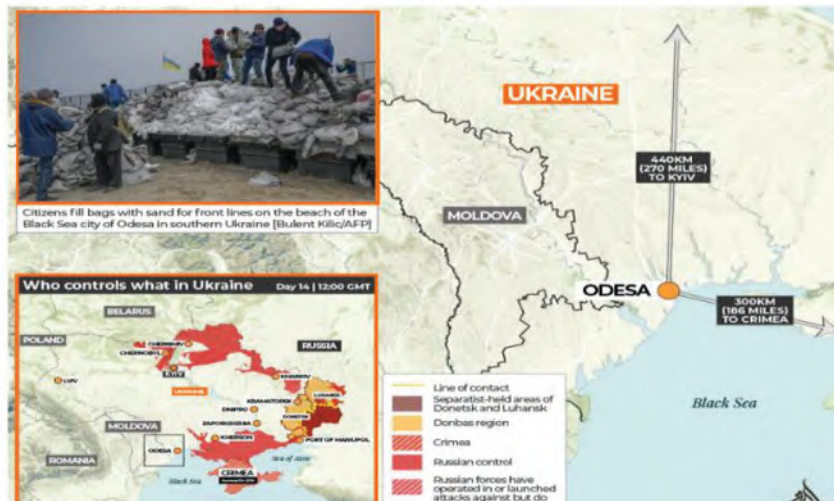 UKRAINE
440KM
(270 MILES)
TO KYIV
MOLDOVA
ODESA
300KM
(186 MILES)
TO CRIMEA
Black Sea
Citizens fill bags with sand for front lines on the beach of the
Black Sea city of Odesa in southern Ukraine [Bulent Kilic/AFP]
Who controls what in Ukraine Day 14 | 12:00 GMT
BELARUS
POLAND
CHERNIHIV
CHERNOBYL
RUSSIA
KYIV
LVIV
KHARKIV
UKRAINE
KRAMATORSK
LUHANSK
DNIPRO
DONETSK
MOLDOVA
ZAPORIZHZHIA
KHERSON
PORT OF MARIUPOL
ODESA
ROMANIA
Sea of Azov
CRIMEA
Black Sea
Line of contact
Separatist-held areas of
Donetsk and Luhansk
Donbas region
Crimea
Russian control
Russian forces have
operated in or launched
attacks against but do